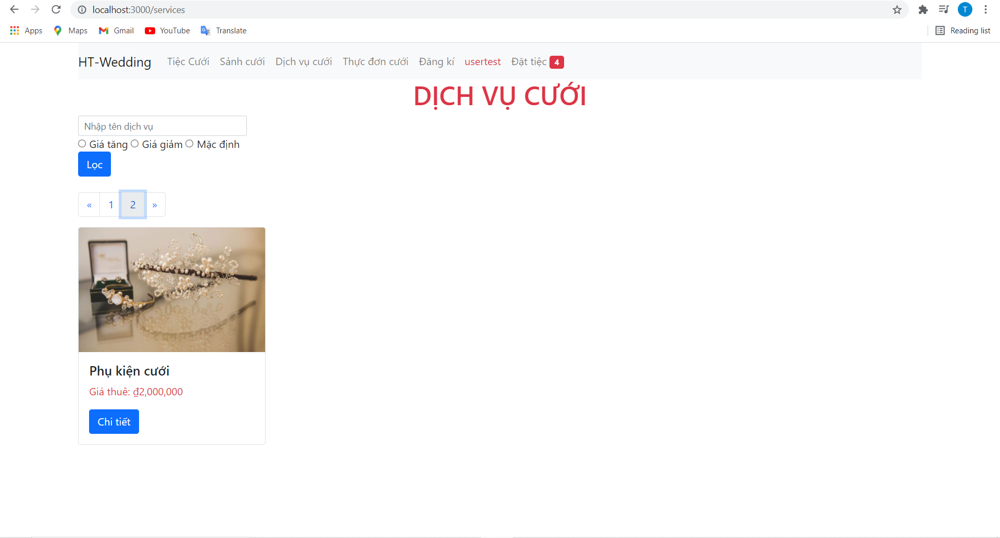 localhost:3000/services
T
Apps Maps Gmail YouTube Translate Reading list
HT-Wedding Tiệc Cưới Sảnh cưới Dịch vụ cưới Thực đơn cưới Đăng kí usertest Đặt tiệc 4
DỊCH VỤ CƯỚI
Nhập tên dịch vụ
Giá tăng Giá giảm Mặc định
Lọc
« 1 2 »
Phụ kiện cưới
Giá thuê: ₫2,000,000
Chi tiết